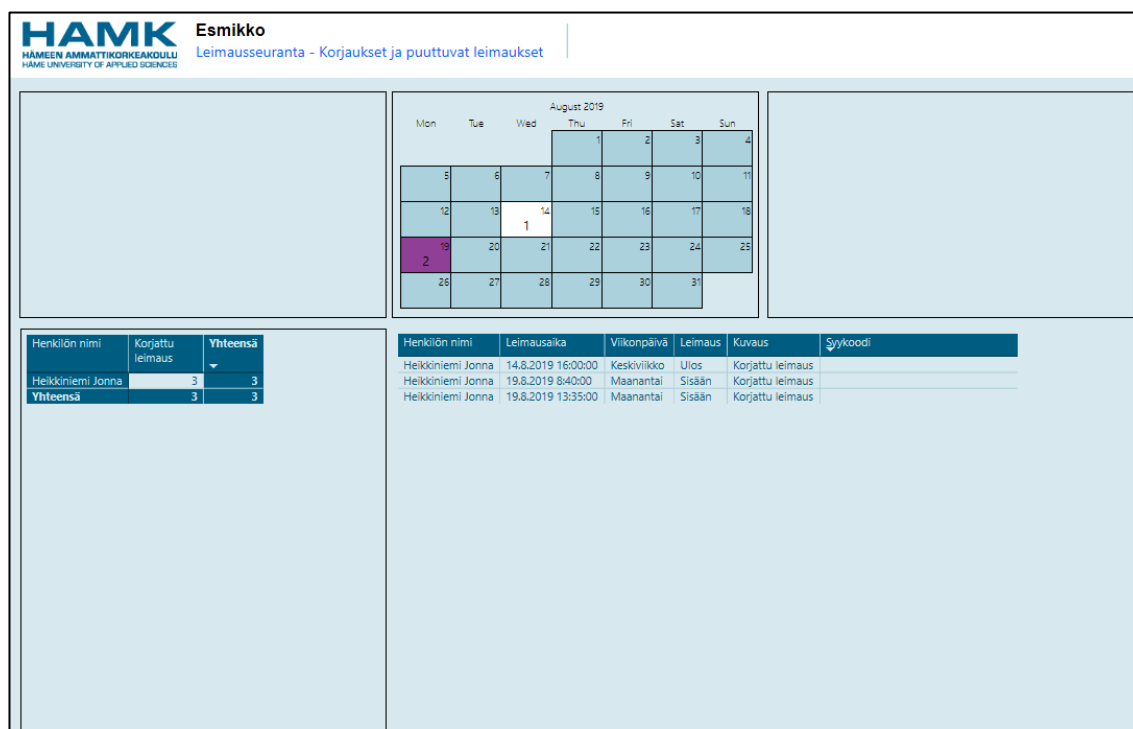 HAMK
HÄMEEN AMMATTIKORKEAKOULU
HÄME UNIVERSITY OF APPLIED SCIENCES
Esmikko
Leimausseuranta - Korjaukset ja puuttuvat leimaukset
August 2019
Mon Tue Wed Thu Fri Sat Sun
1 2 3 4
5 6 7 8 9 10 11
12 13 14 15 16 17 18
1
19 20 21 22 23 24 25
2
26 27 28 29 30 31
Henkilön nimi Korjattu leimaus Yhteensä
Heikkiniemi Jonna 3 3
Yhteensä 3 3
Henkilön nimi Leimausaika Viikonpäivä Leimaus Kuvaus Syykoodi
Heikkiniemi Jonna 14.8.2019 16:00:00 Keskiviikko Ulos Korjattu leimaus
Heikkiniemi Jonna 19.8.2019 8:40:00 Maanantai Sisään Korjattu leimaus
Heikkiniemi Jonna 19.8.2019 13:35:00 Maanantai Sisään Korjattu leimaus